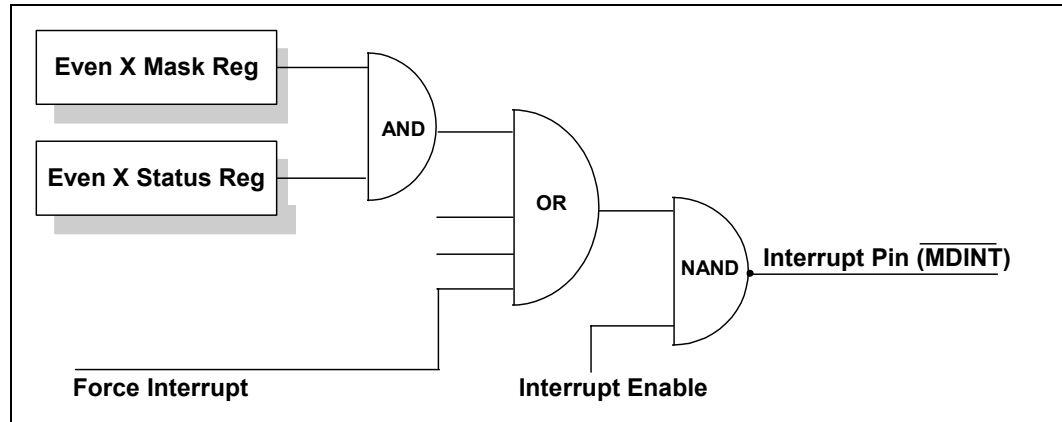 Even X Mask Reg
AND
Even X Status Reg
OR
NAND
Interrupt Pin (MDINT)
Force Interrupt
Interrupt Enable